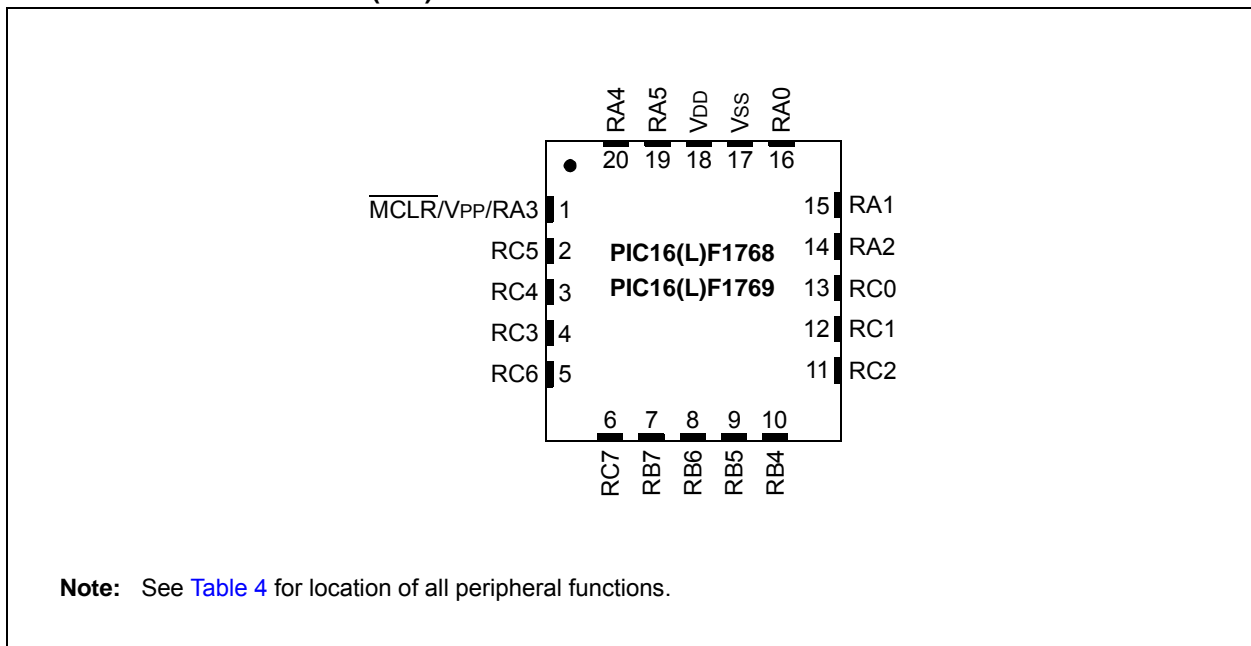 RA4 RA5 VDD VSS RA0
20 19 18 17 16
MCLR/VPP/RA3 1 15 RA1
RC5 2 PIC16(L)F1768 14 RA2
RC4 3 PIC16(L)F1769 13 RC0
RC3 4 12 RC1
RC6 5 11 RC2
6 7 8 9 10
RC7 RB7 RB6 RB5 RB4
Note: See Table 4 for location of all peripheral functions.